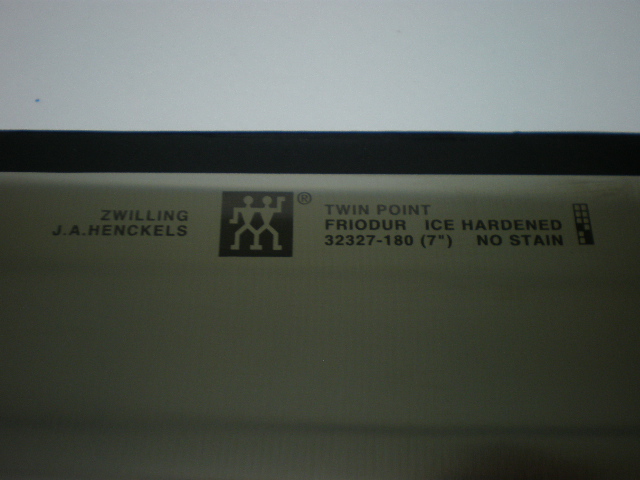 ZWILLING
J.A.HENCKELS
®
TWIN POINT
FRIODUR ICE HARDENED
32327-180 (7") NO STAIN